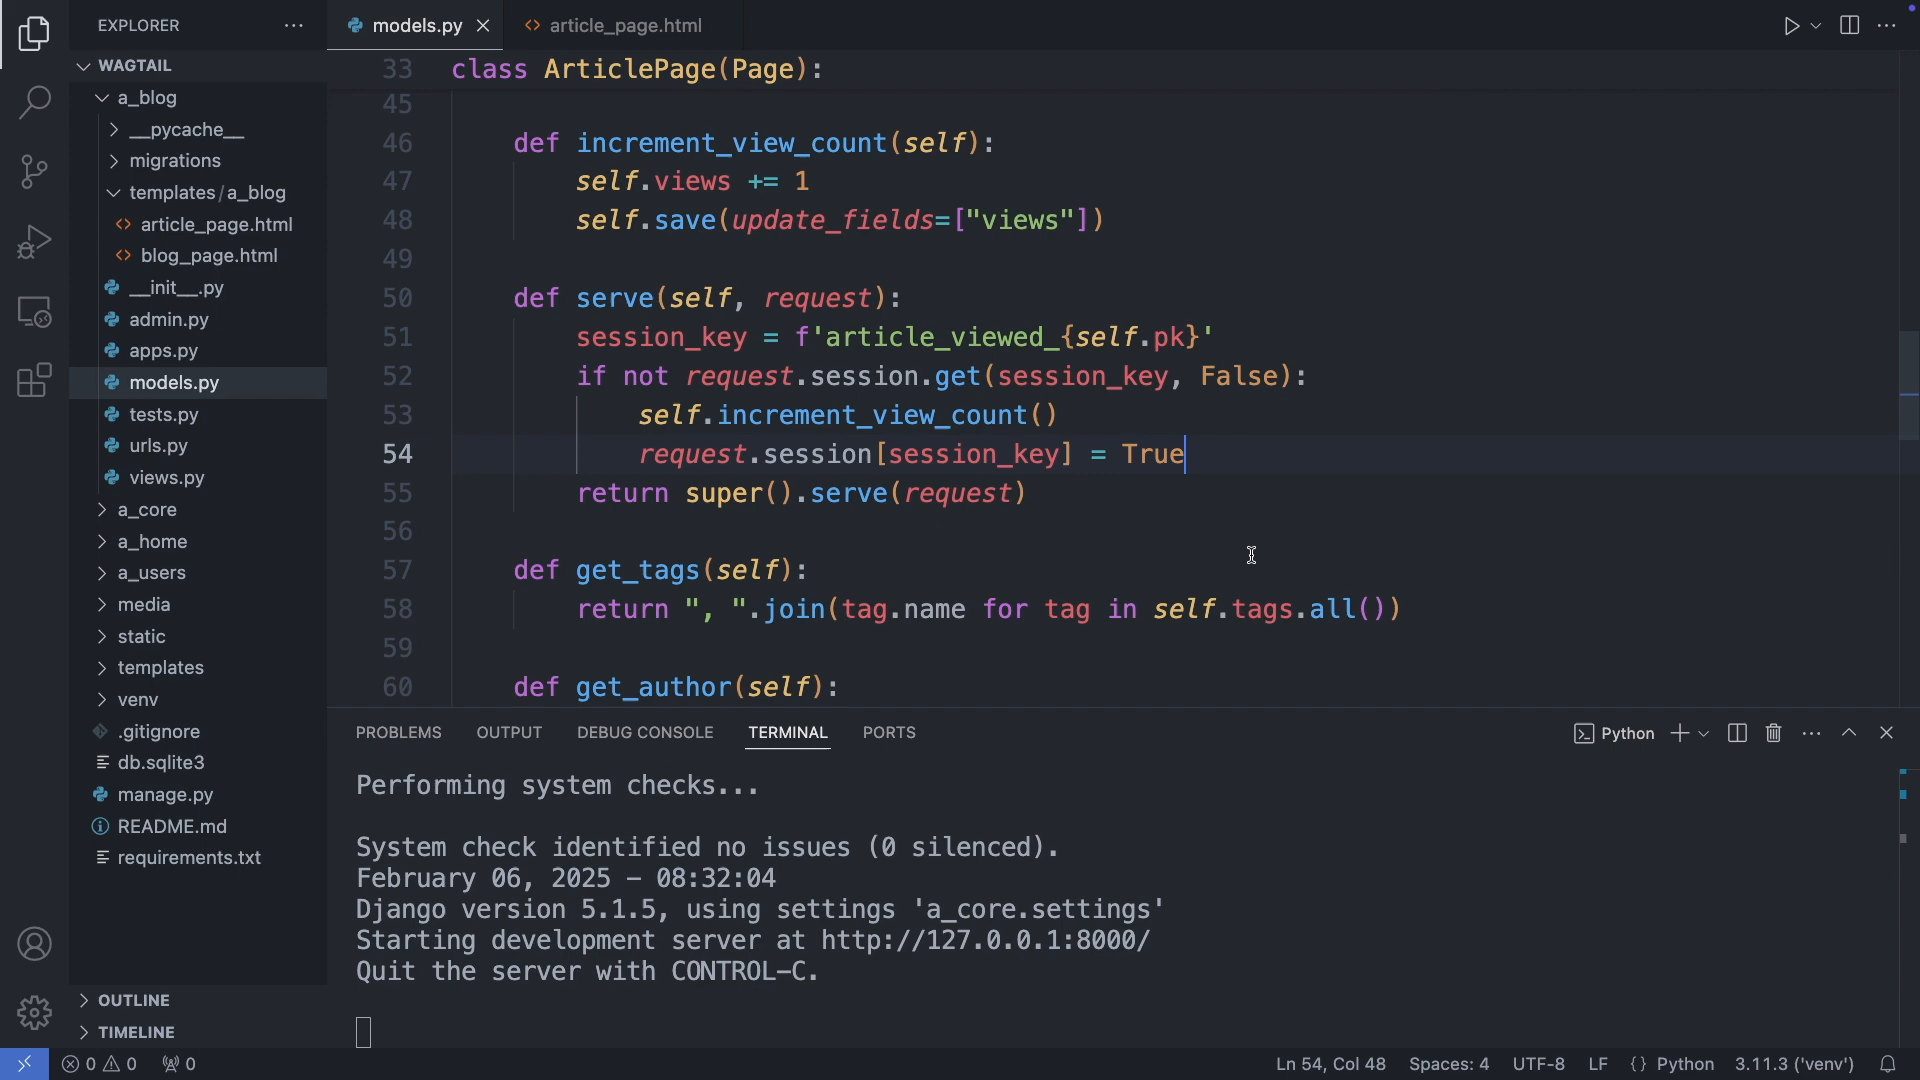 EXPLORER
WAGTAIL
a_blog
__pycache__
migrations
templates/a_blog
article_page.html
blog_page.html
__init__.py
admin.py
apps.py
models.py
tests.py
urls.py
views.py
a_core
a_home
a_users
media
static
templates
venv
.gitignore
db.sqlite3
manage.py
README.md
requirements.txt
OUTLINE
TIMELINE
models.py
article_page.html
33 class ArticlePage(Page):
45
46 def increment_view_count(self):
47 self.views += 1
48 self.save(update_fields=["views"])
49
50 def serve(self, request):
51 session_key = f'article_viewed_{self.pk}'
52 if not request.session.get(session_key, False):
53 self.increment_view_count()
54 request.session[session_key] = True
55 return super().serve(request)
56
57 def get_tags(self):
58 return ", ".join(tag.name for tag in self.tags.all())
59
60 def get_author(self):
PROBLEMS OUTPUT DEBUG CONSOLE TERMINAL PORTS
Python
Performing system checks...
System check identified no issues (0 silenced).
February 06, 2025 - 08:32:04
Django version 5.1.5, using settings 'a_core.settings'
Starting development server at http://127.0.0.1:8000/
Quit the server with CONTROL-C.
0 0 0
Ln 54, Col 48 Spaces: 4 UTF-8 LF {} Python 3.11.3 ('venv')